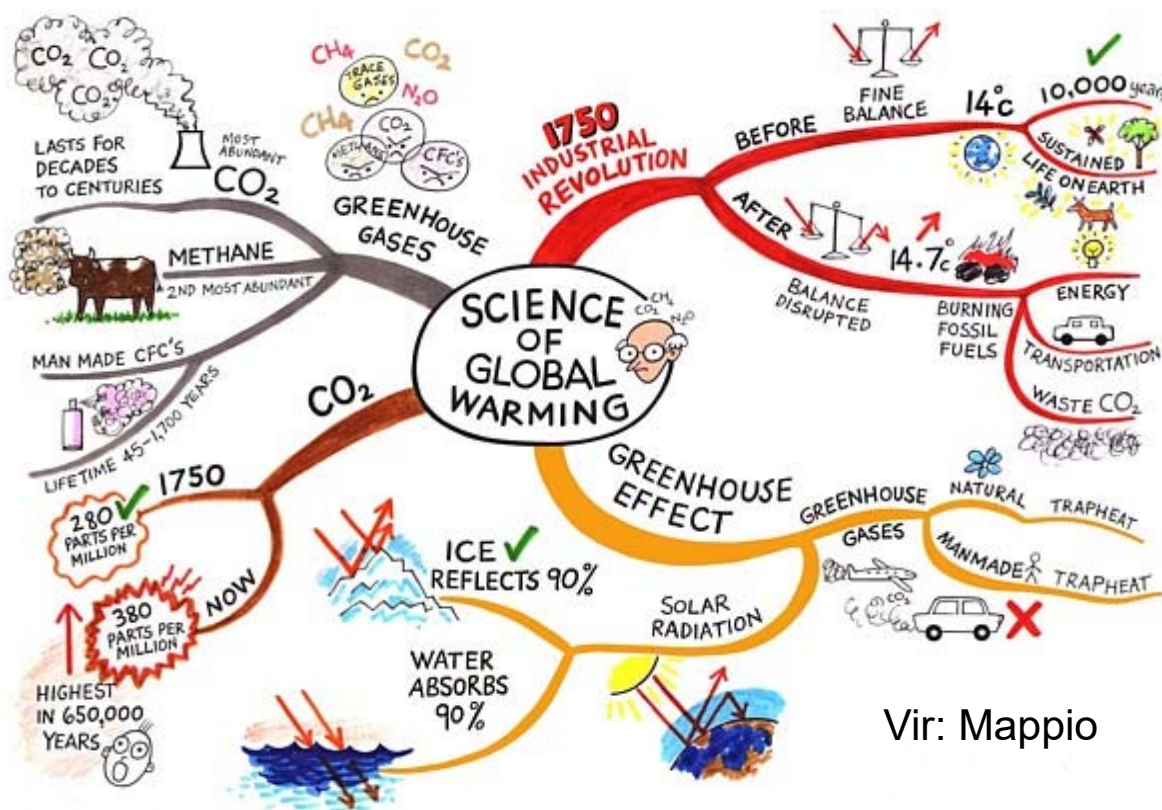 SCIENCE
OF
GLOBAL
WARMING
CH4
CO2
N2O
1750
INDUSTRIAL
REVOLUTION
BEFORE
FINE
BALANCE
14°C
10,000 years
SUSTAINED
LIFE ON EARTH
AFTER
BALANCE
DISRUPTED
14.7°C
BURNING
FOSSIL
FUELS
ENERGY
TRANSPORTATION
WASTE CO2
GREENHOUSE
EFFECT
GREENHOUSE
GASES
NATURAL
TRAPHEAT
MANMADE
TRAPHEAT
CO2
SOLAR
RADIATION
ICE
REFLECTS 90%
WATER
ABSORBS
90%
CO2
1750
280
PARTS PER
MILLION
NOW
380
PARTS PER
MILLION
HIGHEST
IN 650,000
YEARS
GREENHOUSE
GASES
CH4
CO2
TRACE
GASES
N2O
CH4
CO2
METHANE
CFC'S
CO2
MOST
ABUNDANT
CO2
CO2
CO2
LASTS FOR
DECADES
TO CENTURIES
METHANE
2ND MOST ABUNDANT
MAN MADE CFC'S
LIFETIME 45-1,700 YEARS
Vir: Mappio